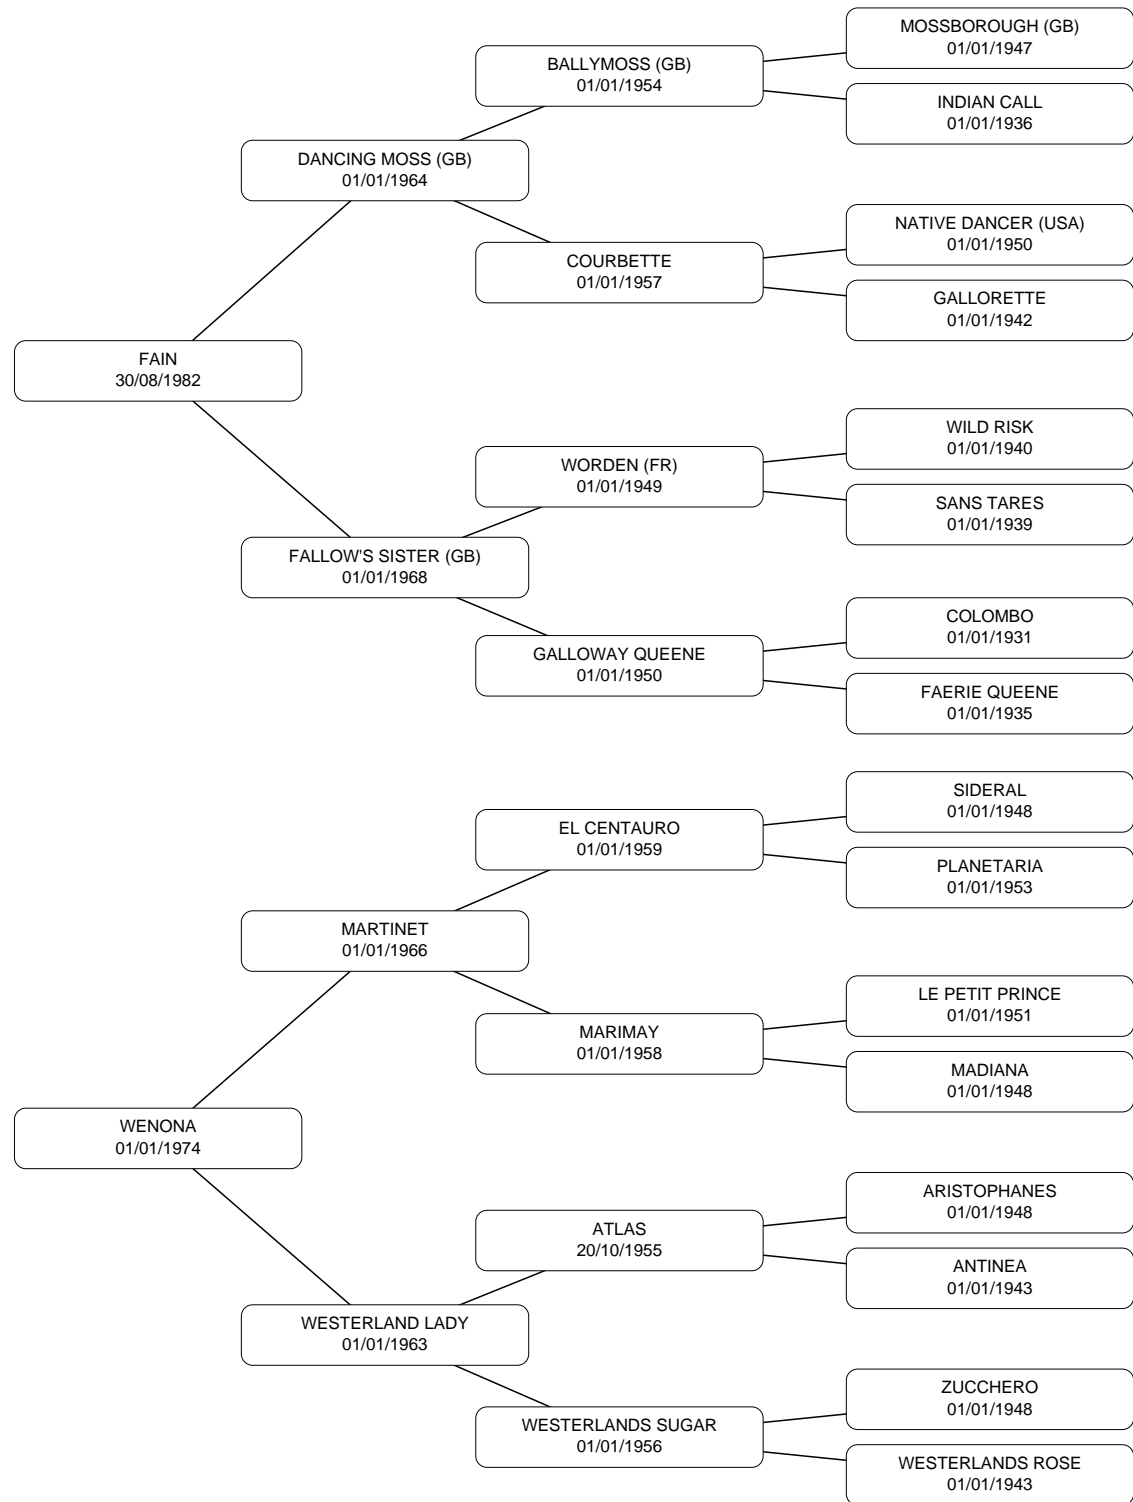 MOSSBOROUGH (GB)
01/01/1947
BALLYMOSS (GB)
01/01/1954
INDIAN CALL
01/01/1936
DANCING MOSS (GB)
01/01/1964
NATIVE DANCER (USA)
01/01/1950
COURBETTE
01/01/1957
GALLORETTE
01/01/1942
FAIN
30/08/1982
WILD RISK
01/01/1940
WORDEN (FR)
01/01/1949
SANS TARES
01/01/1939
FALLOW'S SISTER (GB)
01/01/1968
COLOMBO
01/01/1931
GALLOWAY QUEENE
01/01/1950
FAERIE QUEENE
01/01/1935
SIDERAL
01/01/1948
EL CENTAURO
01/01/1959
PLANETARIA
01/01/1953
MARTINET
01/01/1966
LE PETIT PRINCE
01/01/1951
MARIMAY
01/01/1958
MADIANA
01/01/1948
WENONA
01/01/1974
ARISTOPHANES
01/01/1948
ATLAS
20/10/1955
ANTINEA
01/01/1943
WESTERLAND LADY
01/01/1963
ZUCCHERO
01/01/1948
WESTERLANDS SUGAR
01/01/1956
WESTERLANDS ROSE
01/01/1943